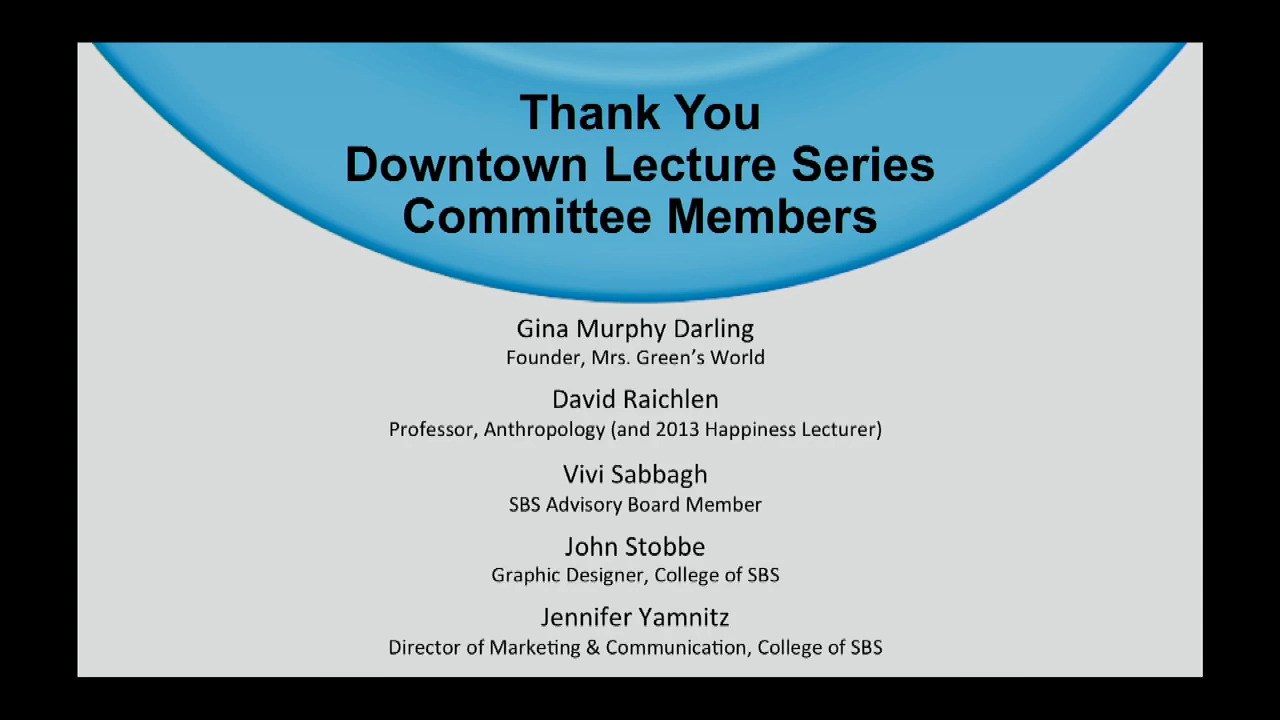 Thank You
Downtown Lecture Series
Committee Members
Gina Murphy Darling
Founder, Mrs. Green’s World
David Raichlen
Professor, Anthropology (and 2013 Happiness Lecturer)
Vivi Sabbagh
SBS Advisory Board Member
John Stobbe
Graphic Designer, College of SBS
Jennifer Yamnitz
Director of Marketing & Communication, College of SBS